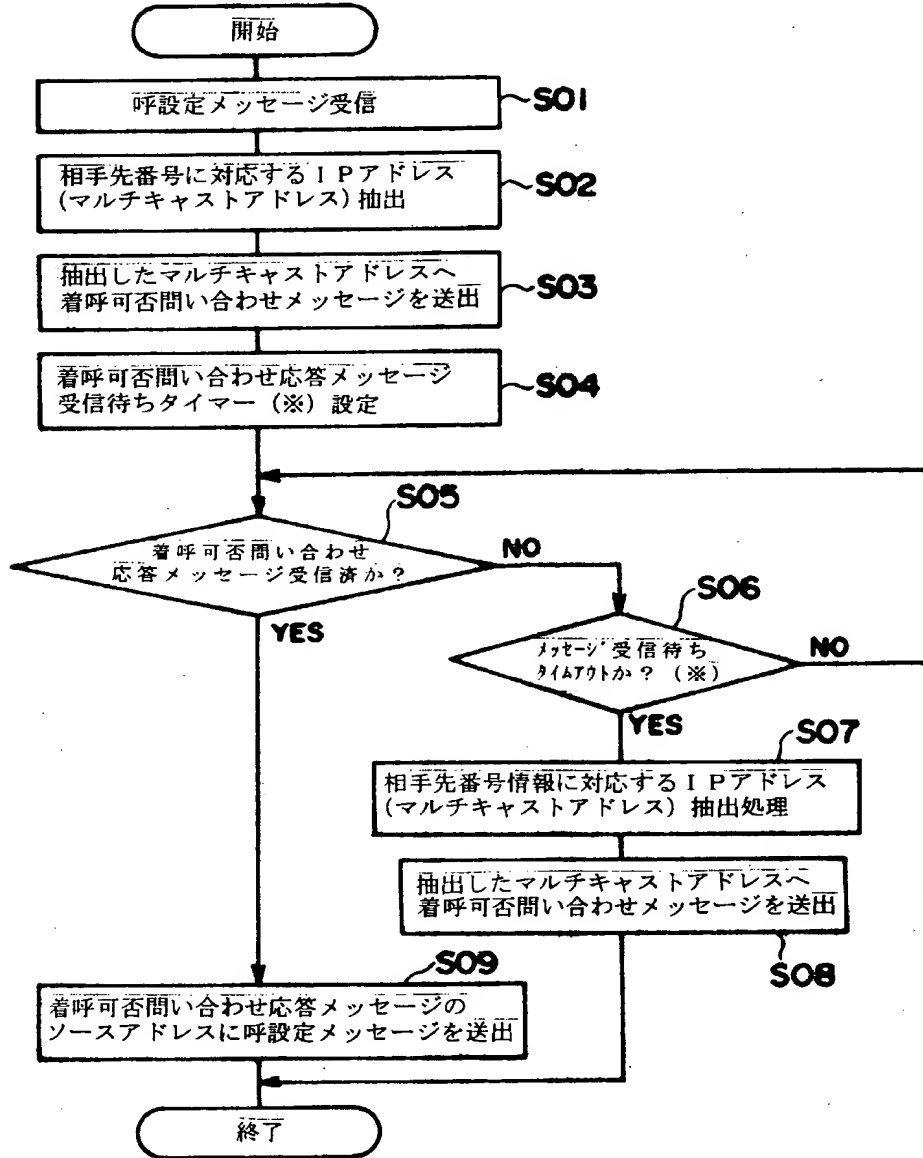 開始
呼設定メッセージ受信
S01
相手先番号に対応するＩＰアドレス
(マルチキャストアドレス)抽出
S02
抽出したマルチキャストアドレスへ
着呼可否問い合わせメッセージを送出
S03
着呼可否問い合わせ応答メッセージ
受信待ちタイマー（※）設定
S04
S05
着呼可否問い合わせ
応答メッセージ受信済か？
NO
YES
S06
ﾒｯｾｰｼﾞ受信待ち
ﾀｲﾑｱｳﾄか？（※）
NO
YES
S07
相手先番号情報に対応するＩＰアドレス
(マルチキャストアドレス）抽出処理
抽出したマルチキャストアドレスへ
着呼可否問い合わせメッセージを送出
S08
S09
着呼可否問い合わせ応答メッセージの
ソースアドレスに呼設定メッセージを送出
終了